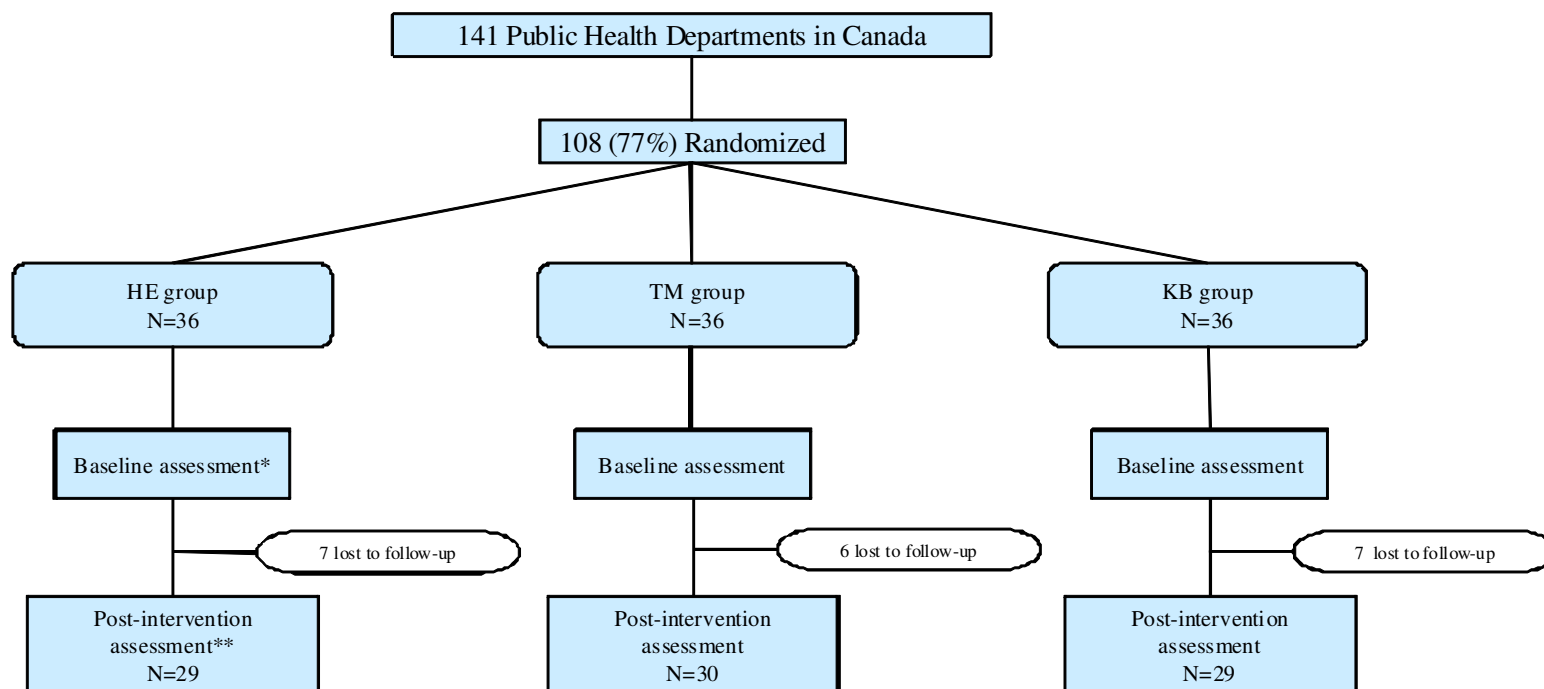 141 Public Health Departments in Canada
108 (77%) Randomized
HE group
N=36
TM group
N=36
KB group
N=36
Baseline assessment*
Baseline assessment
Baseline assessment
7 lost to follow-up
6 lost to follow-up
7 lost to follow-up
Post-intervention
assessment**
N=29
Post-intervention
assessment
N=30
Post-intervention
assessment
N=29